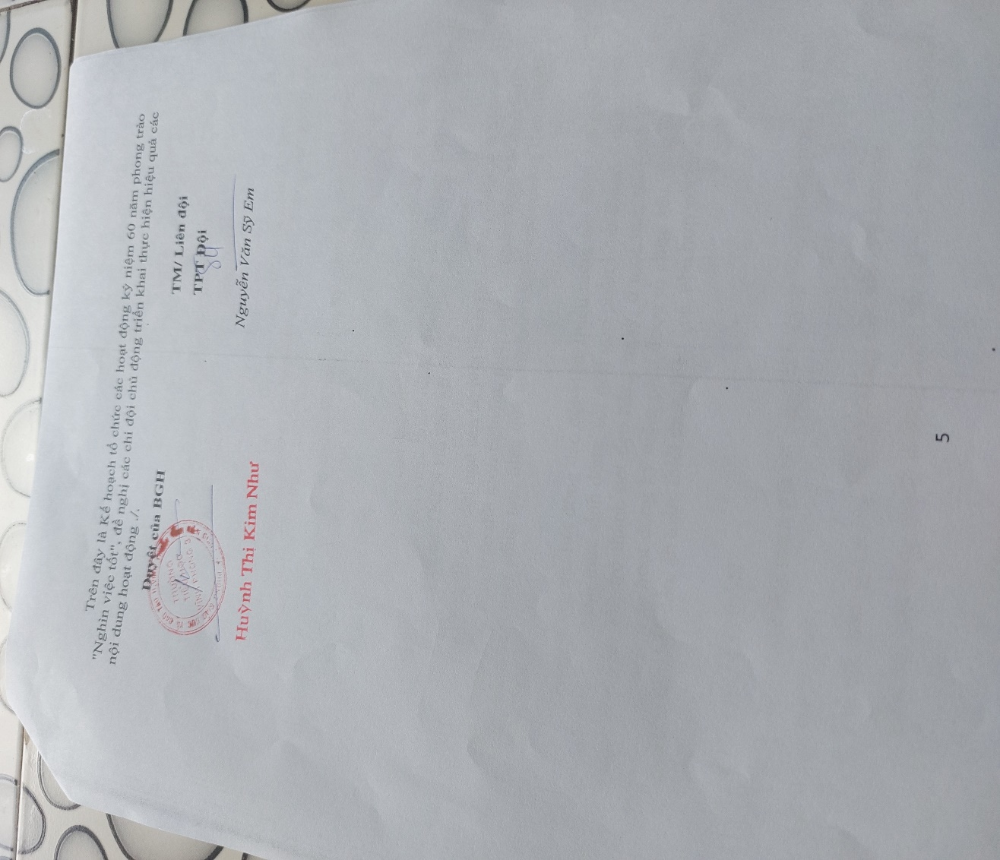 Trên đây là Kế hoạch tổ chức các hoạt động kỷ niệm 60 năm phong trào
"Nghìn việc tốt", đề nghị các chi đội chủ động triển khai thực hiện hiệu quả các
nội dung hoạt động ./.
Duyệt của BGH
TM/ Liên đội
TPT Đội
TRƯỜNG
Nguyễn Văn Sỹ Em
Huỳnh Thị Kim Như
5